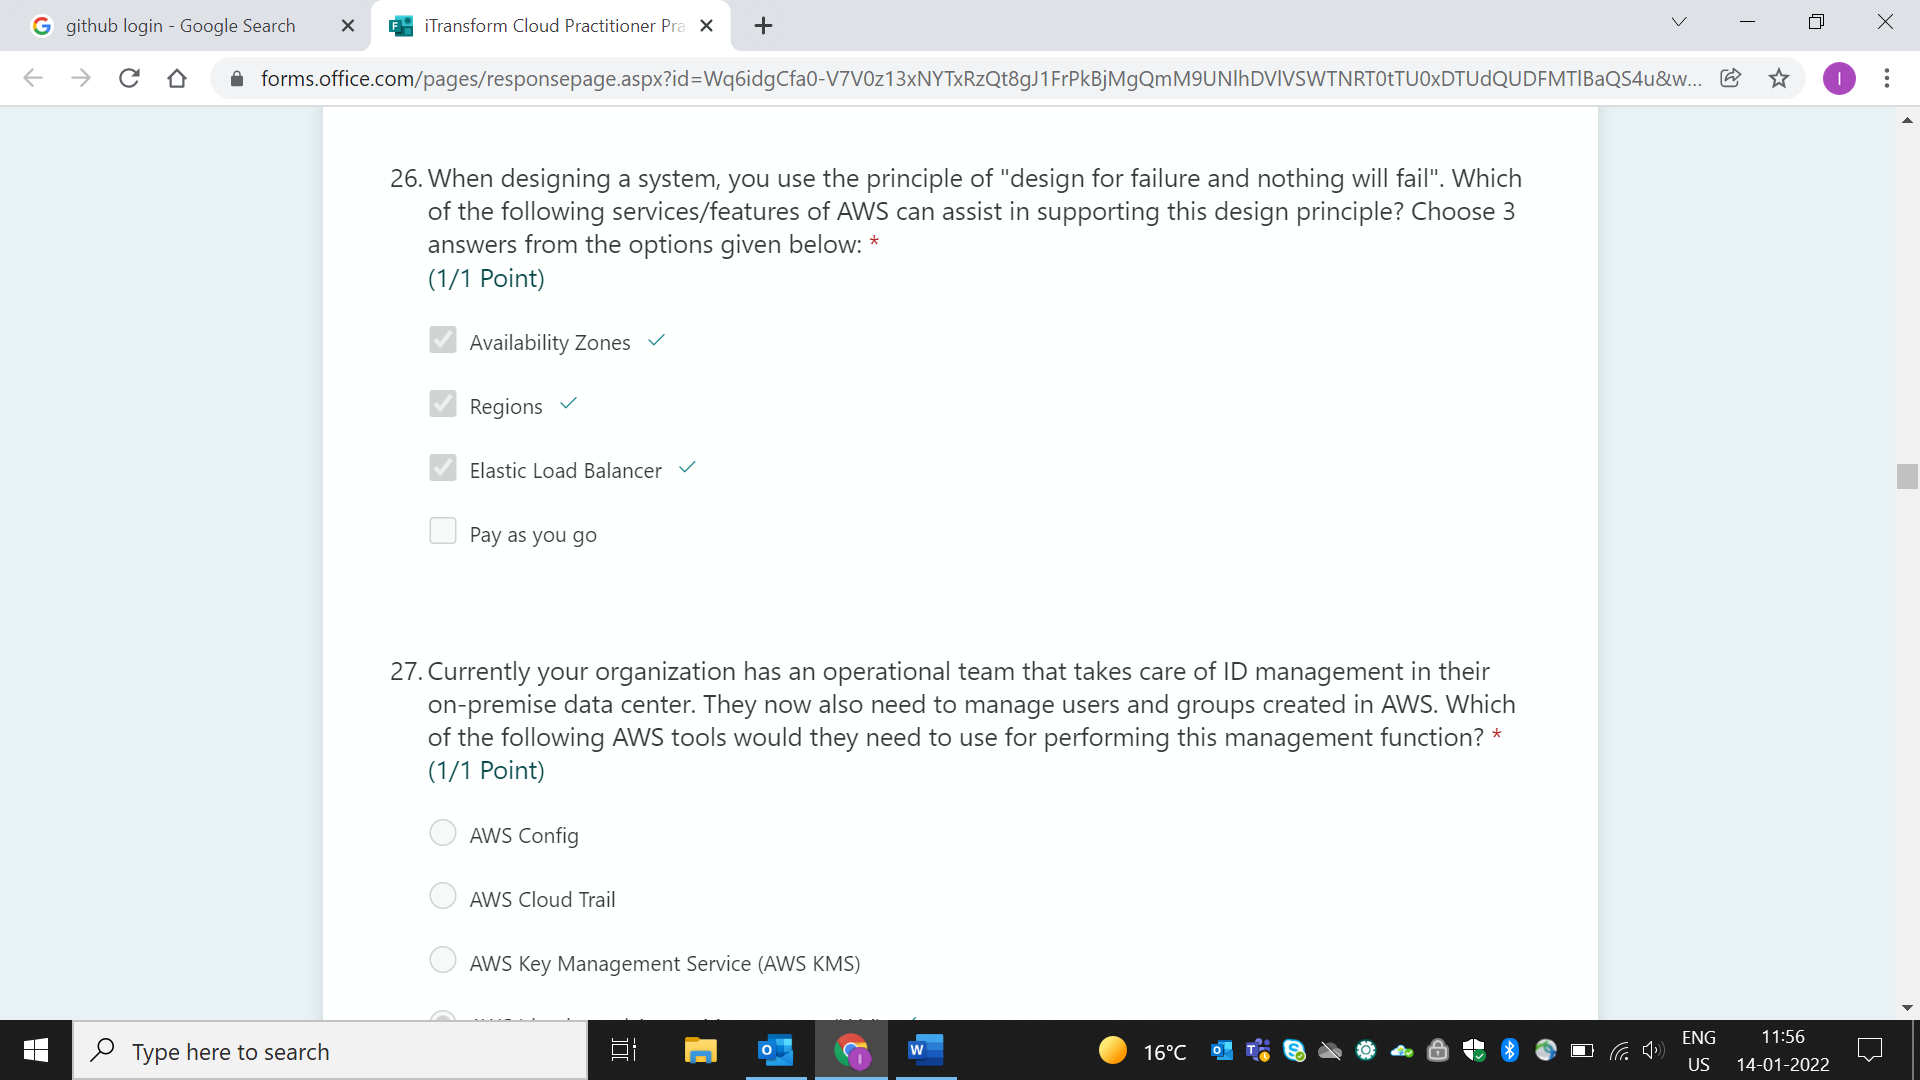 github login - Google Search
iTransform Cloud Practitioner Pra
forms.office.com/pages/responsepage.aspx?id=Wq6idgCfa0-V7V0z13xNYTxRzQt8gJ1FrPkBjMgQmM9UNlhDVlVSWTNRT0tTU0xDTUdQUDFMTlBaQS4u&w...
I
26. When designing a system, you use the principle of "design for failure and nothing will fail". Which
of the following services/features of AWS can assist in supporting this design principle? Choose 3
answers from the options given below: *
(1/1 Point)
Availability Zones
Regions
Elastic Load Balancer
Pay as you go
27. Currently your organization has an operational team that takes care of ID management in their
on-premise data center. They now also need to manage users and groups created in AWS. Which
of the following AWS tools would they need to use for performing this management function? *
(1/1 Point)
AWS Config
AWS Cloud Trail
AWS Key Management Service (AWS KMS)
Type here to search
16°C
ENG
US
11:56
14-01-2022